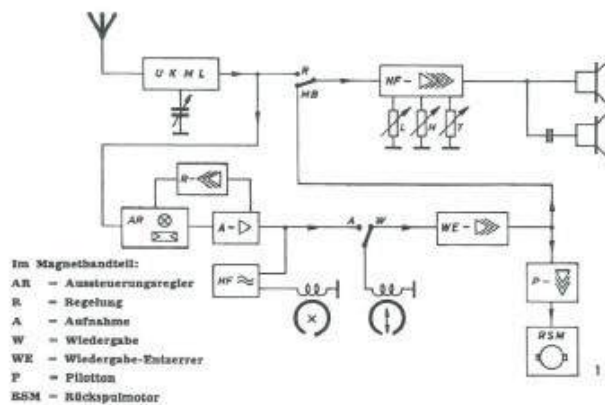 U K M L
R
MB
NF-
L H T
R-
AR
A-
A W
WE-
HF
P-
RSM
1
Im Magnetbandteil:
AR = Aussteuerungsregler
R = Regelung
A = Aufnahme
W = Wiedergabe
WE = Wiedergabe-Entzerrer
P = Pilotton
RSM = Rückspulmotor